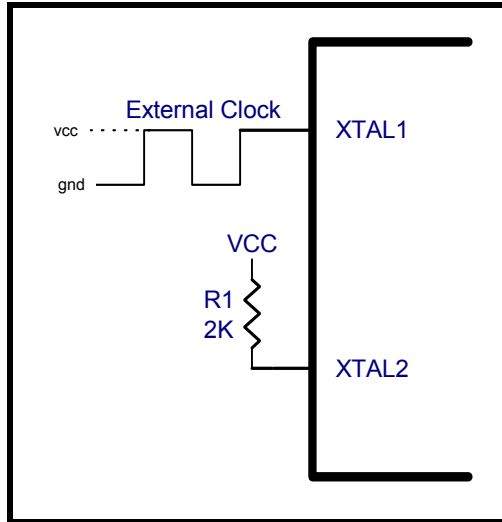 External Clock
vcc
XTAL1
gnd
VCC
R1
2K
XTAL2